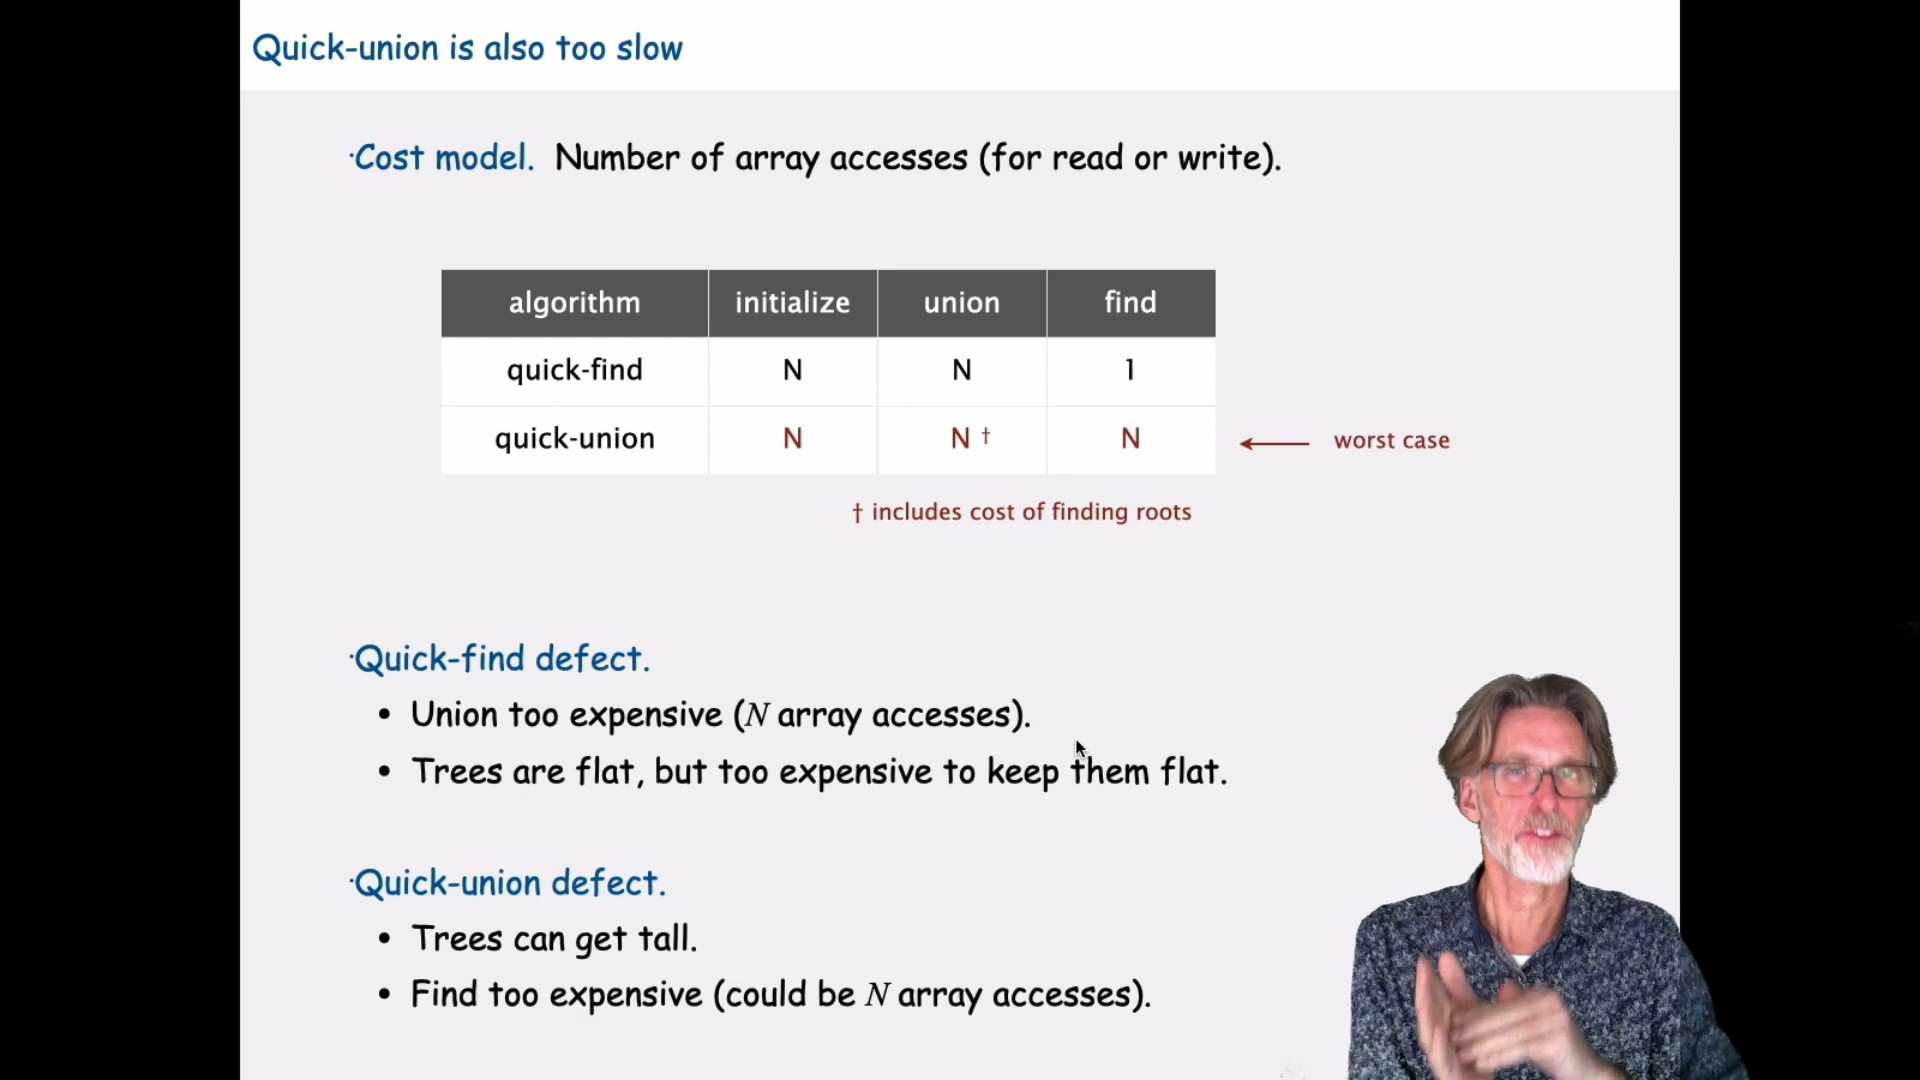 Quick-union is also too slow
·Cost model. Number of array accesses (for read or write).
algorithm initialize union find
quick-find N N 1
quick-union N N † N worst case
† includes cost of finding roots
·Quick-find defect.
• Union too expensive (N array accesses).
• Trees are flat, but too expensive to keep them flat.
·Quick-union defect.
• Trees can get tall.
• Find too expensive (could be N array accesses).